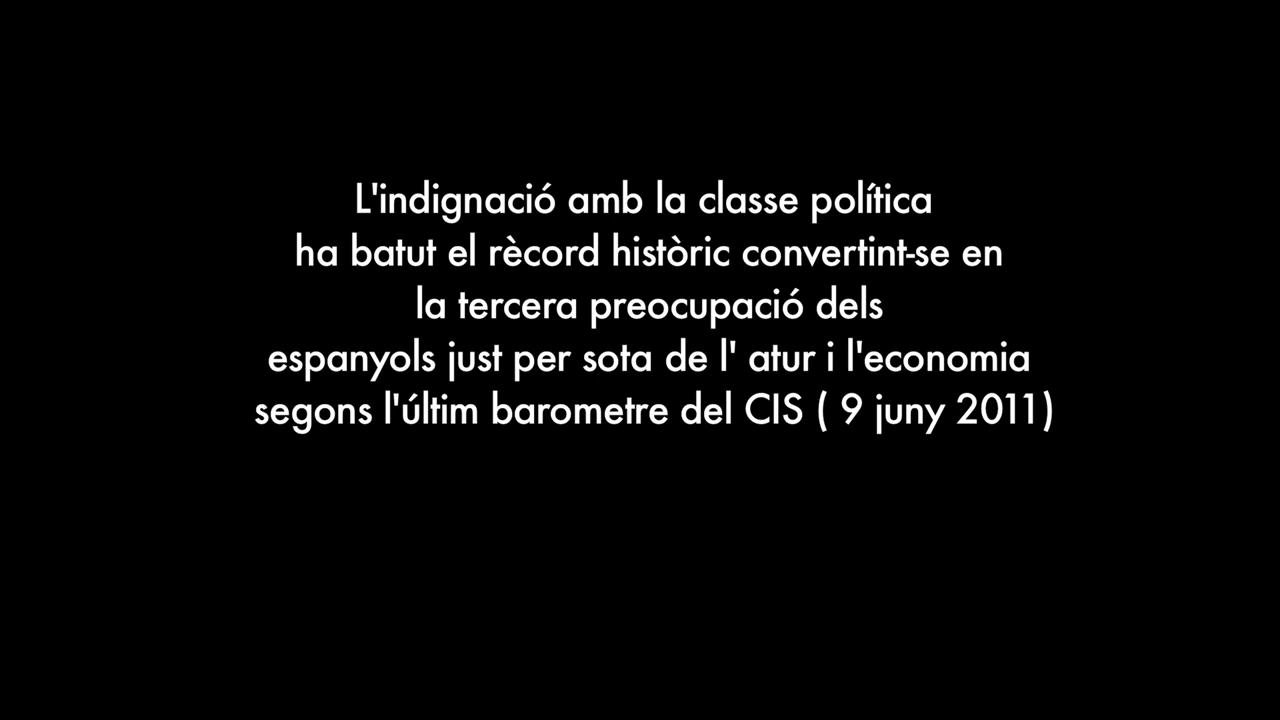 L'indignació amb la classe política
ha batut el rècord històric convertint-se en
la tercera preocupació dels
espanyols just per sota de l' atur i l'economia
segons l'últim barometre del CIS ( 9 juny 2011)